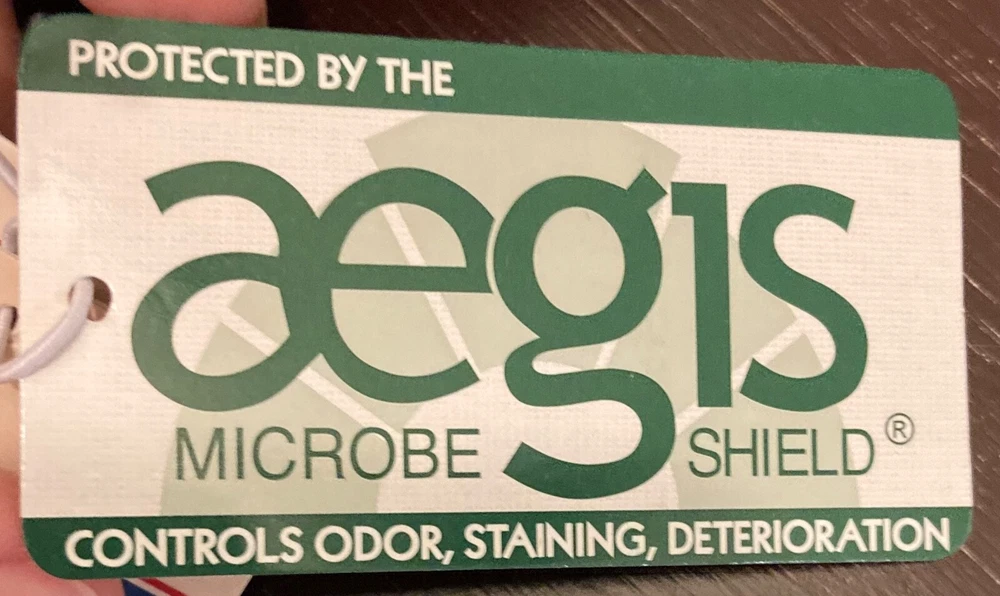 PROTECTED BY THE
aegis
MICROBE SHIELD®
CONTROLS ODOR, STAINING, DETERIORATION